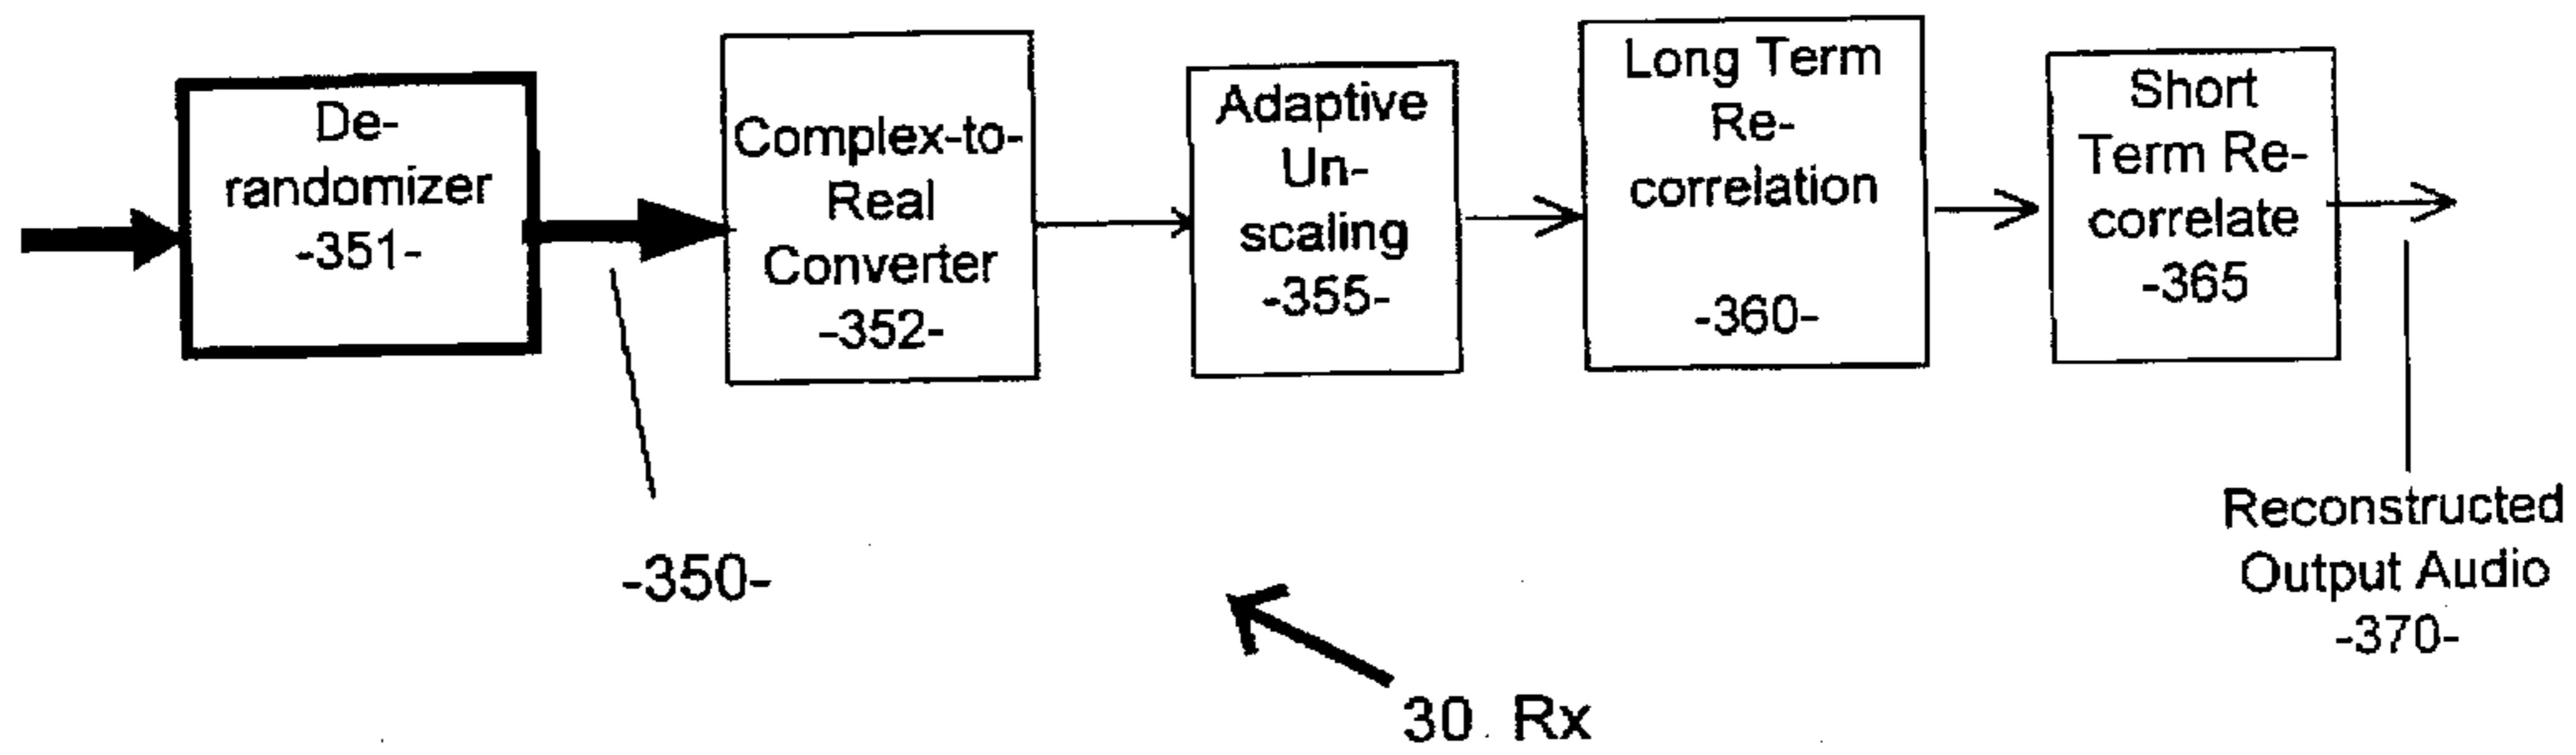 De-
randomizer
-351-
Complex-to-
Real
Converter
-352-
Adaptive
Un-
scaling
-355-
Long Term
Re-
correlation
-360-
Short
Term Re-
correlate
-365
-350-
Reconstructed
Output Audio
-370-
30 Rx